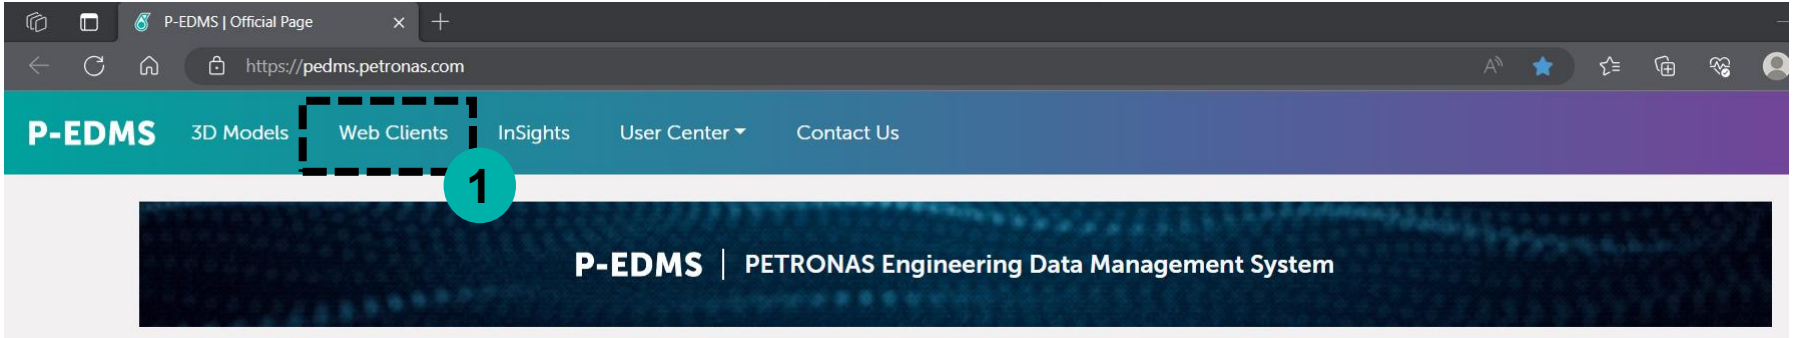 P-EDMS | Official Page
https://pedms.petronas.com
P-EDMS 3D Models Web Clients InSights User Center Contact Us
1
P-EDMS | PETRONAS Engineering Data Management System